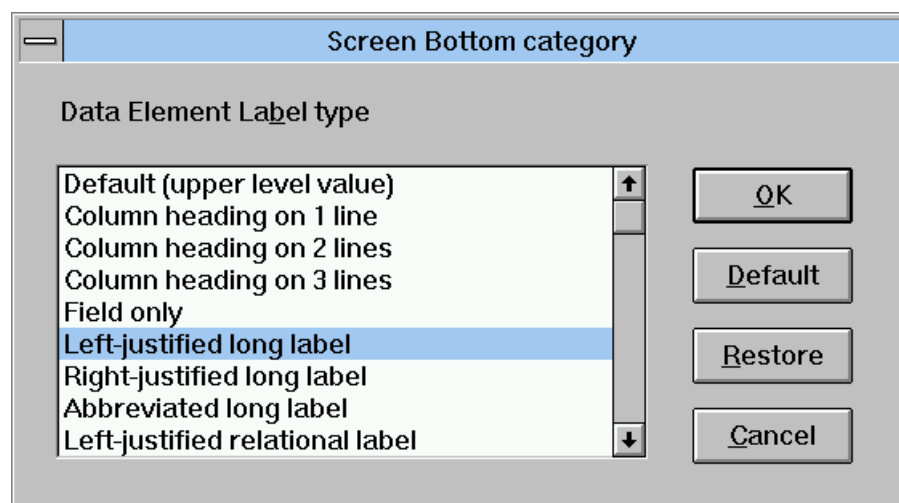 Screen Bottom category
Data Element Label type
Default (upper level value)
Column heading on 1 line
Column heading on 2 lines
Column heading on 3 lines
Field only
Left-justified long label
Right-justified long label
Abbreviated long label
Left-justified relational label
OK
Default
Restore
Cancel